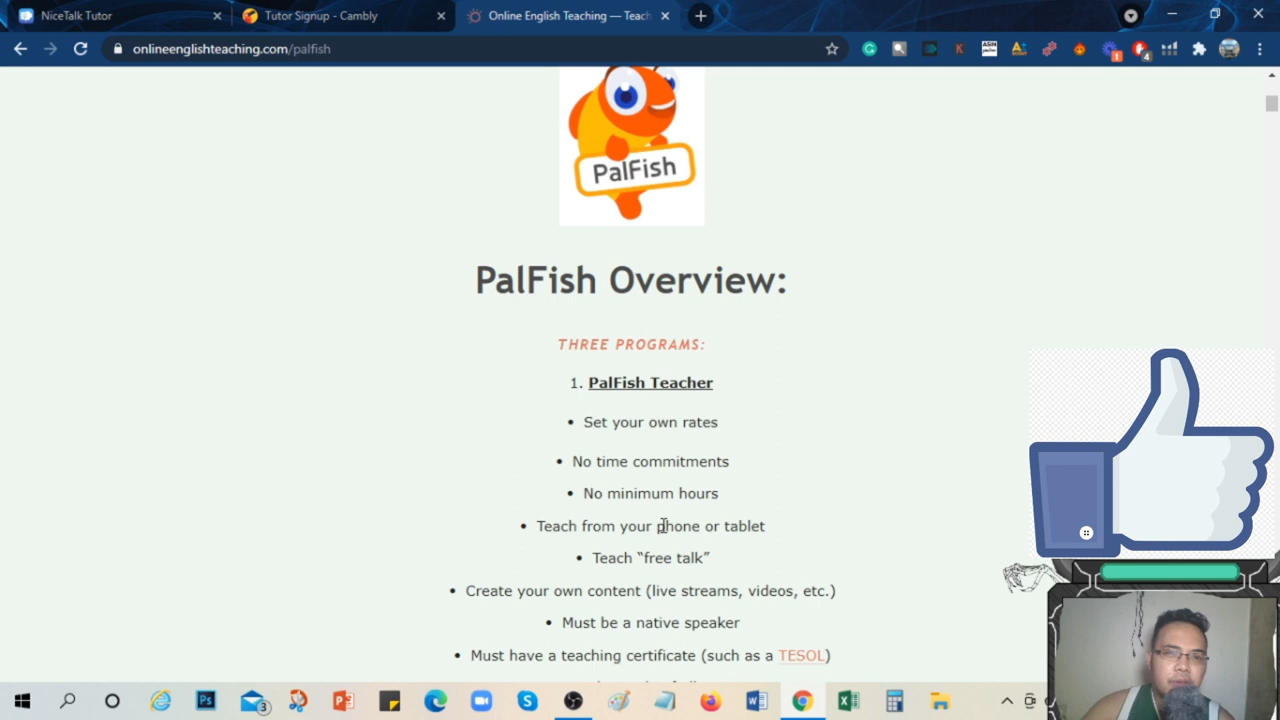 NiceTalk Tutor
Tutor Signup - Cambly
Online English Teaching — Teach
onlineenglishteaching.com/palfish
PalFish
PalFish Overview:
THREE PROGRAMS:
1. PalFish Teacher
• Set your own rates
• No time commitments
• No minimum hours
• Teach from your phone or tablet
• Teach “free talk”
• Create your own content (live streams, videos, etc.)
• Must be a native speaker
• Must have a teaching certificate (such as a TESOL)